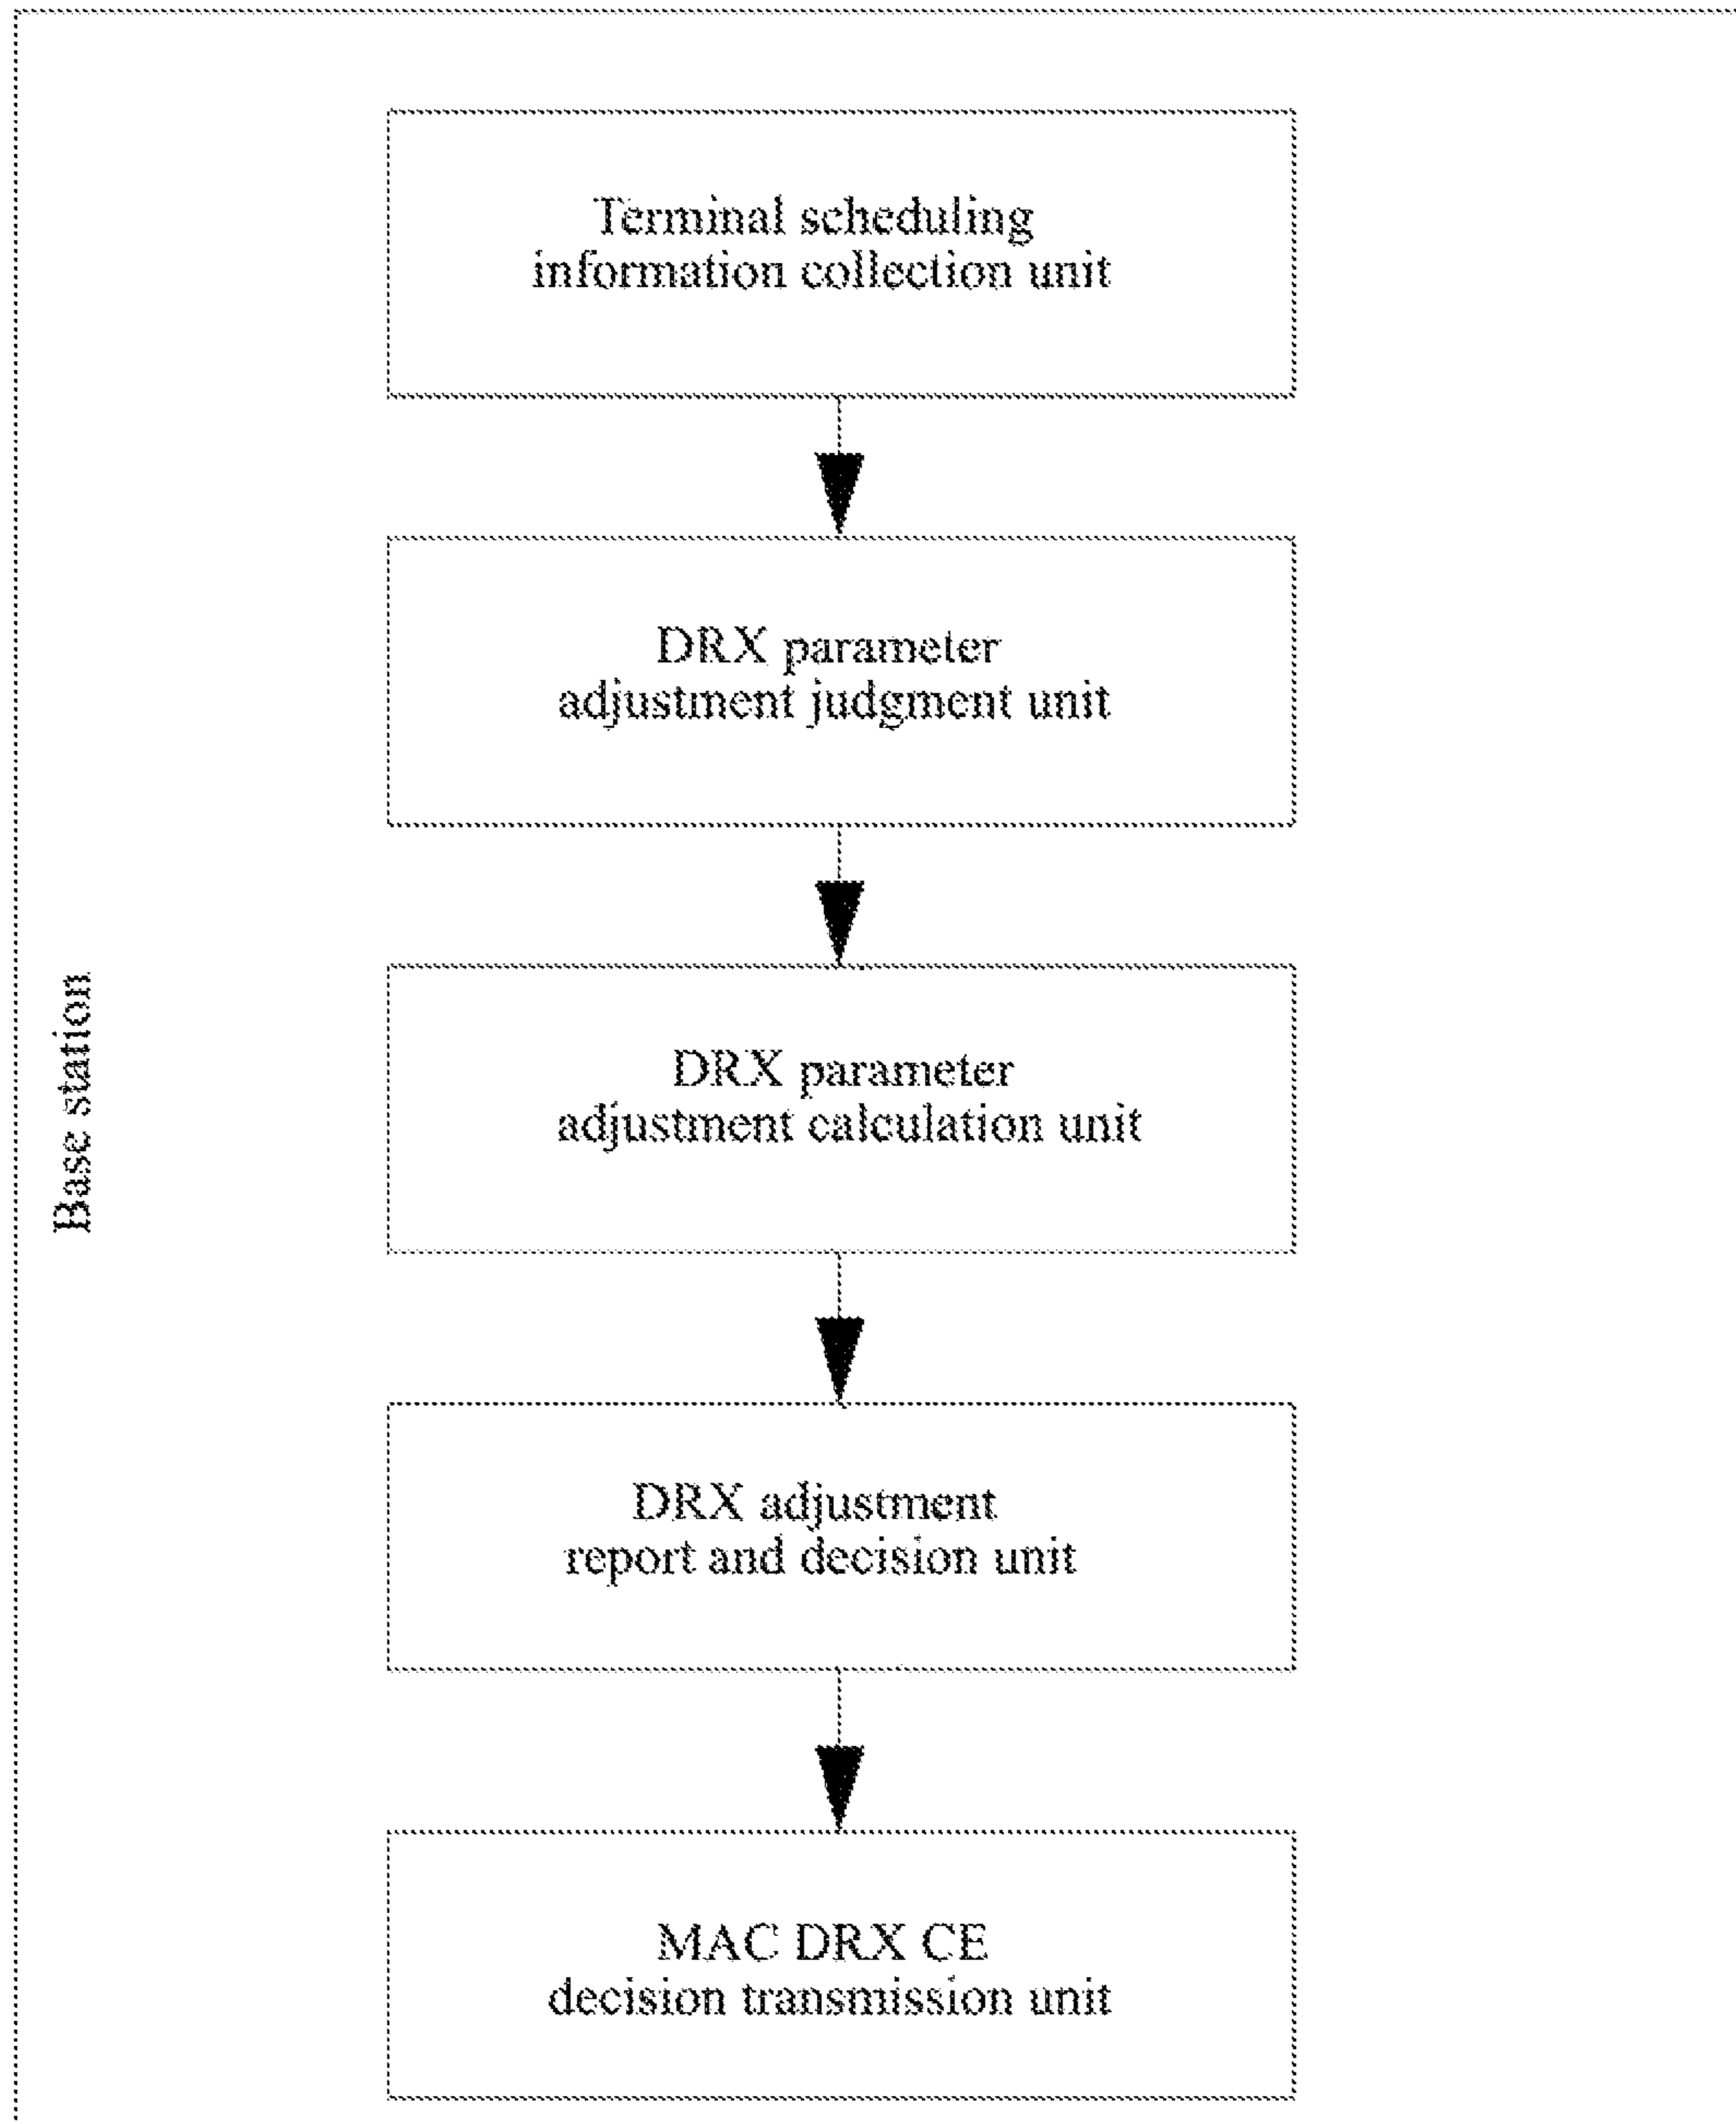 Terminal scheduling
information collection unit
DRX parameter
adjustment judgment unit
DRX parameter
adjustment calculation unit
DRX adjustment
report and decision unit
MAC DRX CE
decision transmission unit
Base station